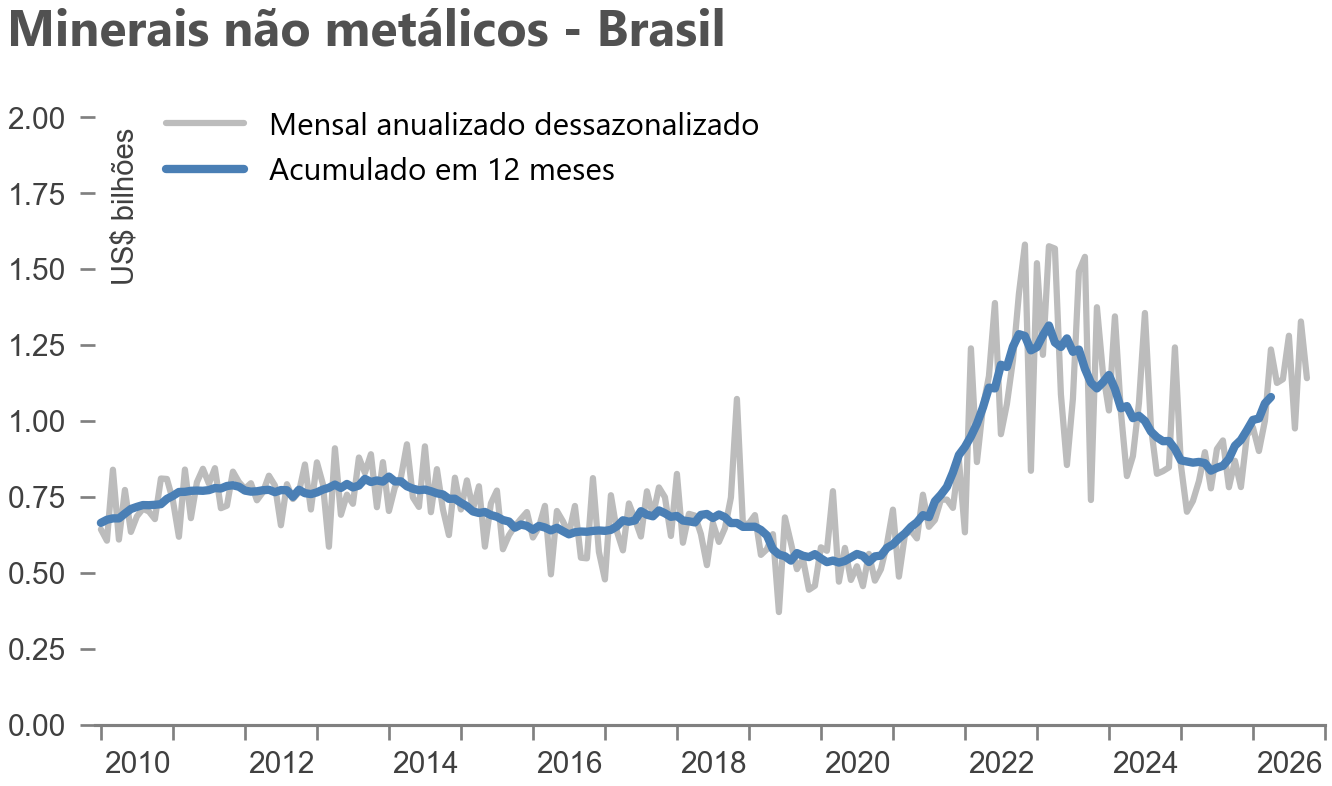 Minerais não metálicos - Brasil
2.00
1.75
1.50
1.25
1.00
0.75
0.50
0.25
0.00
US$ bilhões
Mensal anualizado dessazonalizado
Acumulado em 12 meses
2010 2012 2014 2016 2018 2020 2022 2024 2026